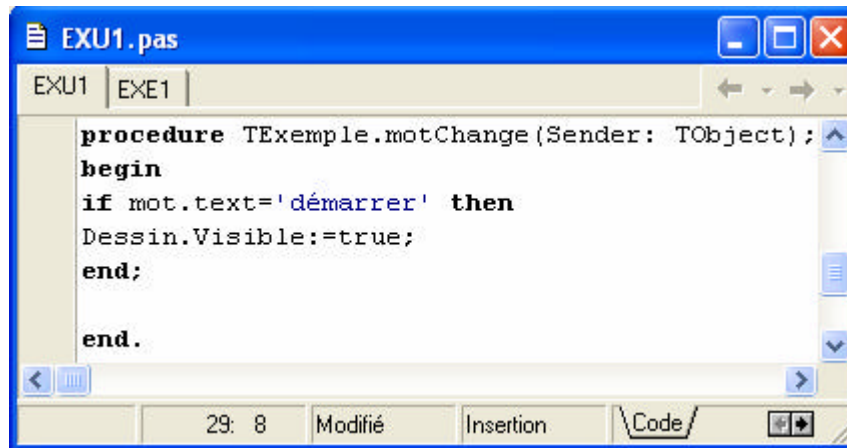 EXU1.pas
EXU1 EXE1
procedure TExemple.motChange(Sender: TObject);
begin
if mot.text='démarrer' then
Dessin.Visible:=true;
end;
end.
29: 8 Modifié Insertion \Code/